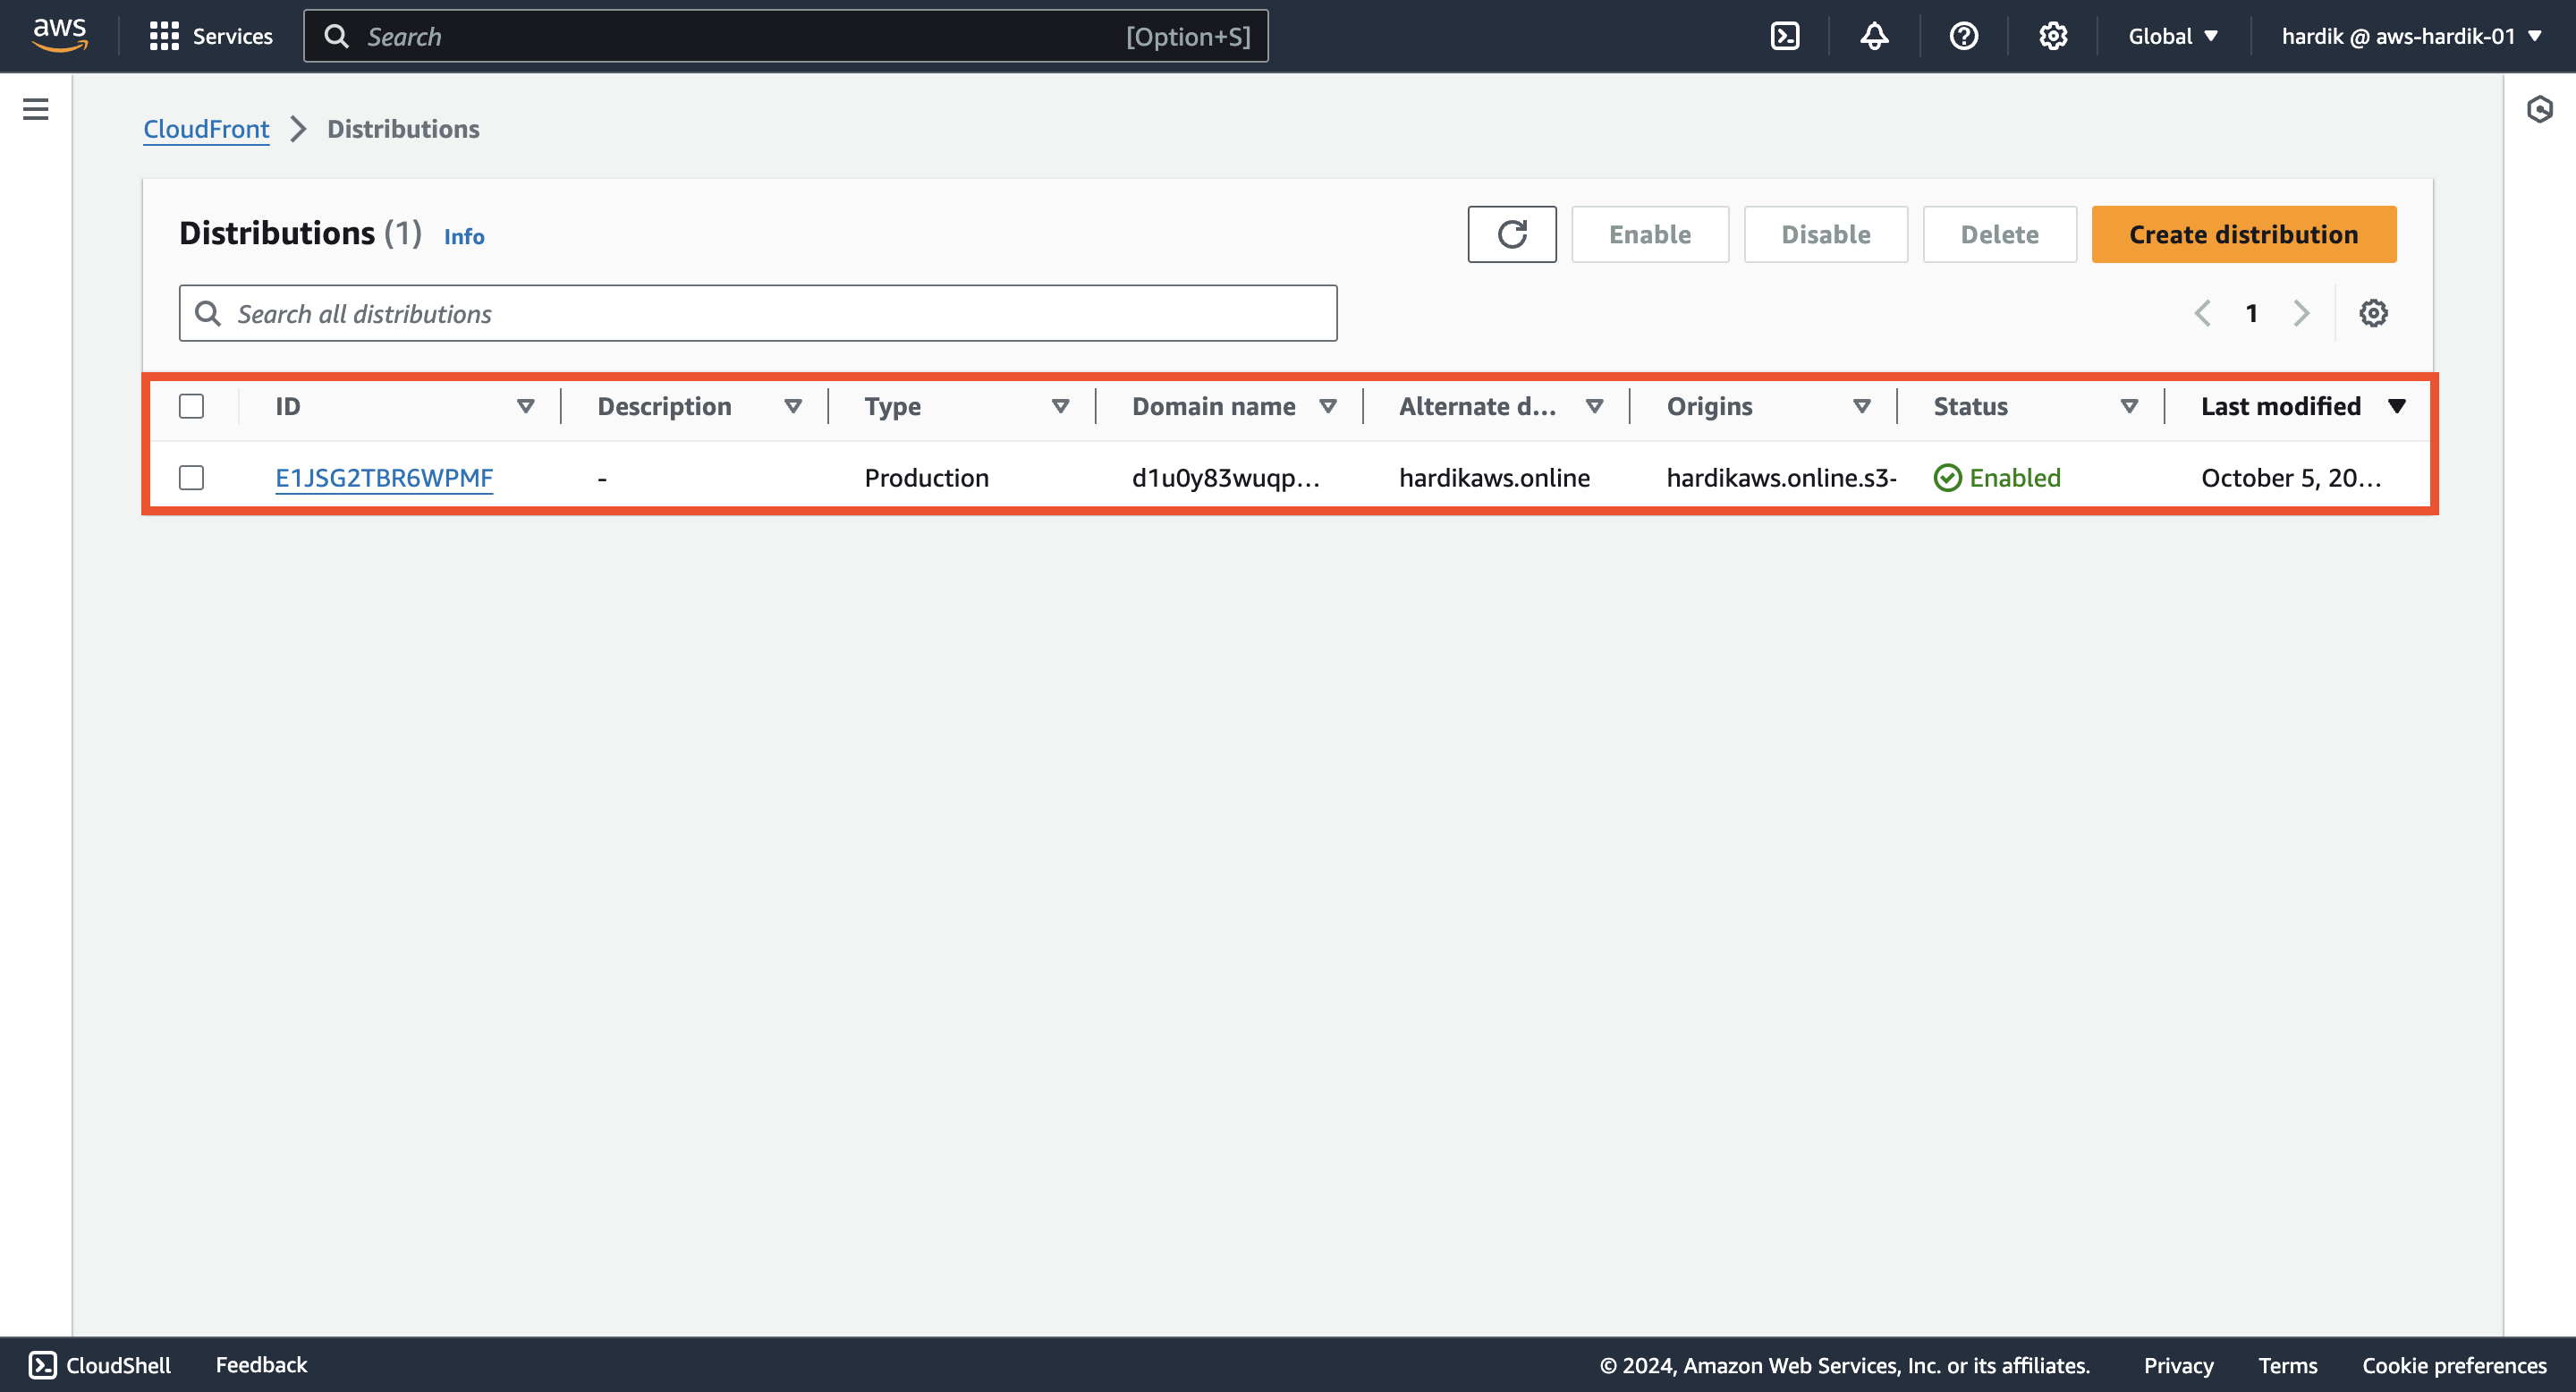 aws Services Search [Option+S] Global hardik @ aws-hardik-01
CloudFront Distributions
Distributions (1) Info Enable Disable Delete Create distribution
Search all distributions 1
ID Description Type Domain name Alternate d... Origins Status Last modified
E1JSG2TBR6WPMF - Production d1u0y83wuqp... hardikaws.online hardikaws.online.s3- Enabled October 5, 20...
CloudShell Feedback © 2024, Amazon Web Services, Inc. or its affiliates. Privacy Terms Cookie preferences